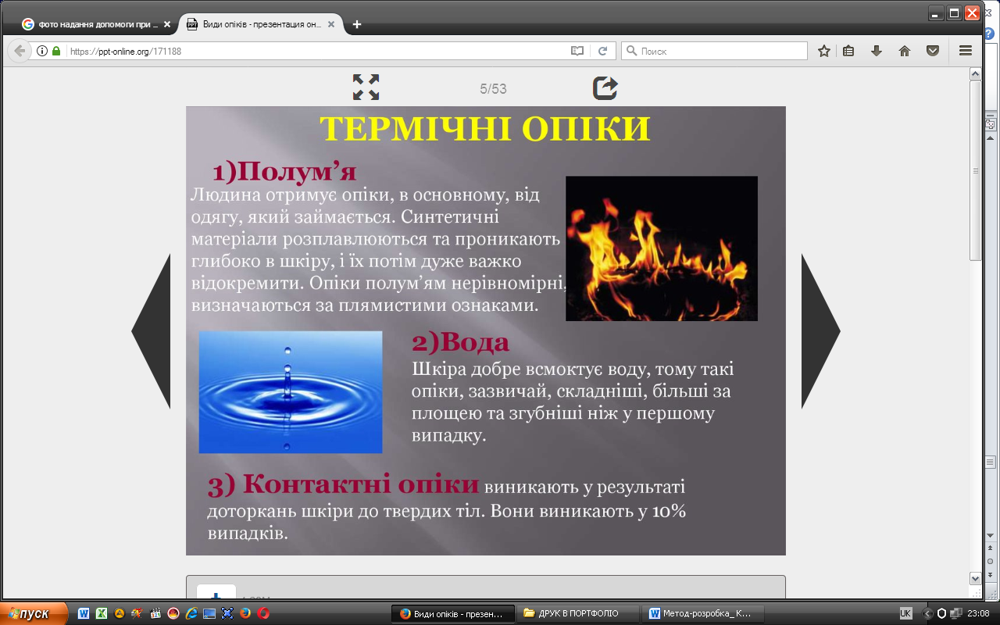 фото надання допомоги при ...
Види опіків - презентация он...
https://ppt-online.org/171188
Поиск
5/53
ТЕРМІЧНІ ОПІКИ
1)Полум’я
Людина отримує опіки, в основному, від
одягу, який займається. Синтетичні
матеріали розплавлюються та проникають
глибоко в шкіру, і їх потім дуже важко
відокремити. Опіки полум’ям нерівномірні,
визначаються за плямистими ознаками.
2)Вода
Шкіра добре всмоктує воду, тому такі
опіки, зазвичай, складніші, більші за
площею та згубніші ніж у першому
випадку.
3) Контактні опіки виникають у результаті
доторкань шкіри до твердих тіл. Вони виникають у 10%
випадків.
пуск
Види опіків - презен...
ДРУК В ПОРТФОЛІО
Метод-розробка_ К...
UK
23:08